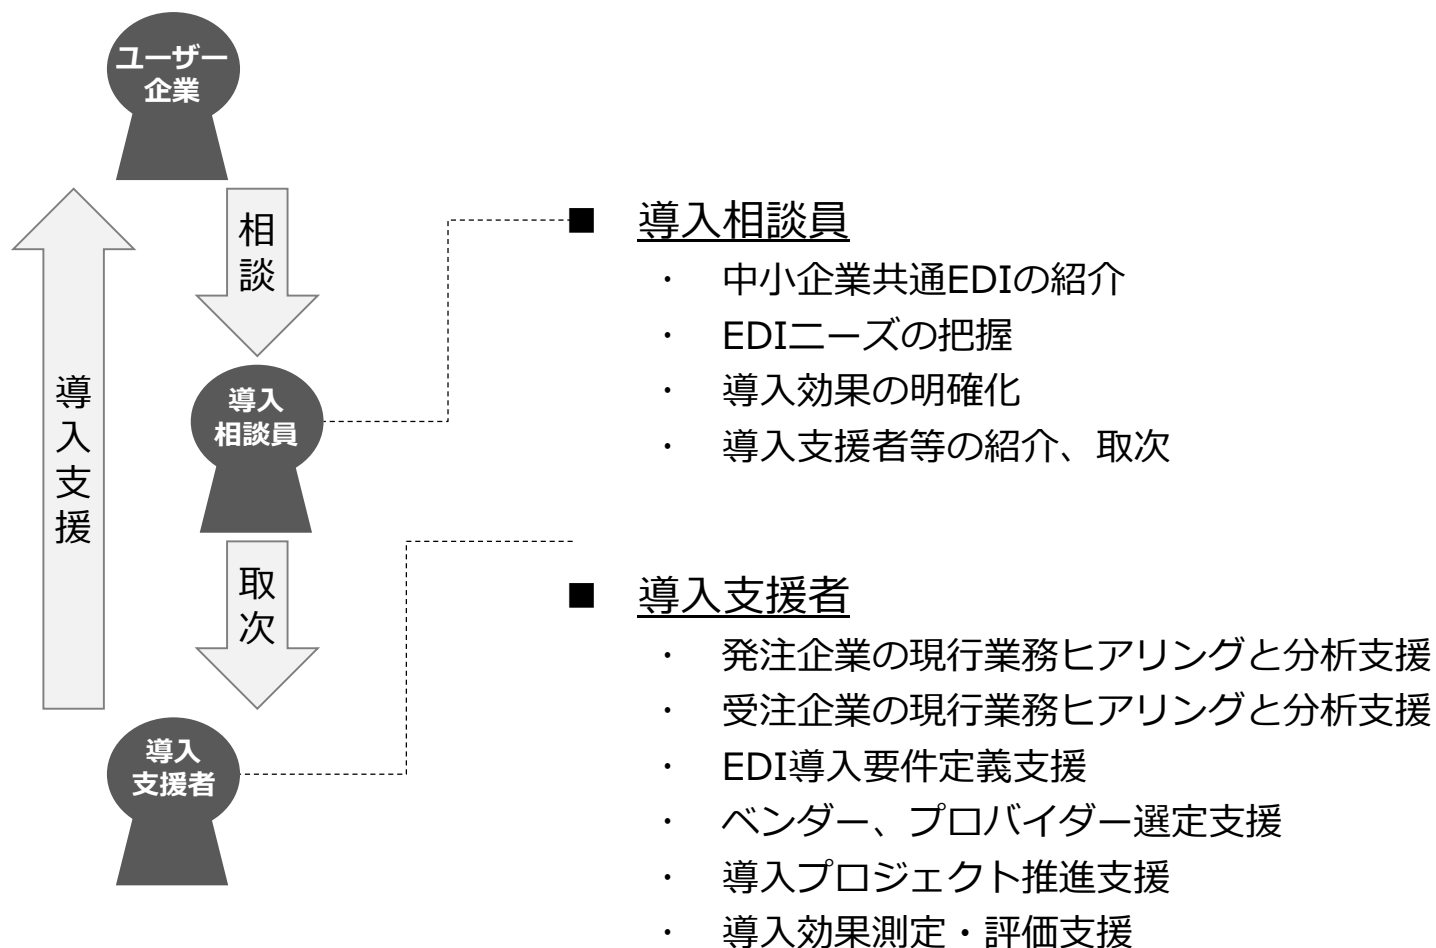 ユーザー
企業
相
談
導入
相談員
導
入
支
援
取
次
導入
支援者
■ 導入相談員
・ 中小企業共通EDIの紹介
・ EDIニーズの把握
・ 導入効果の明確化
・ 導入支援者等の紹介、取次
■ 導入支援者
・ 発注企業の現行業務ヒアリングと分析支援
・ 受注企業の現行業務ヒアリングと分析支援
・ EDI導入要件定義支援
・ ベンダー、プロバイダー選定支援
・ 導入プロジェクト推進支援
・ 導入効果測定・評価支援